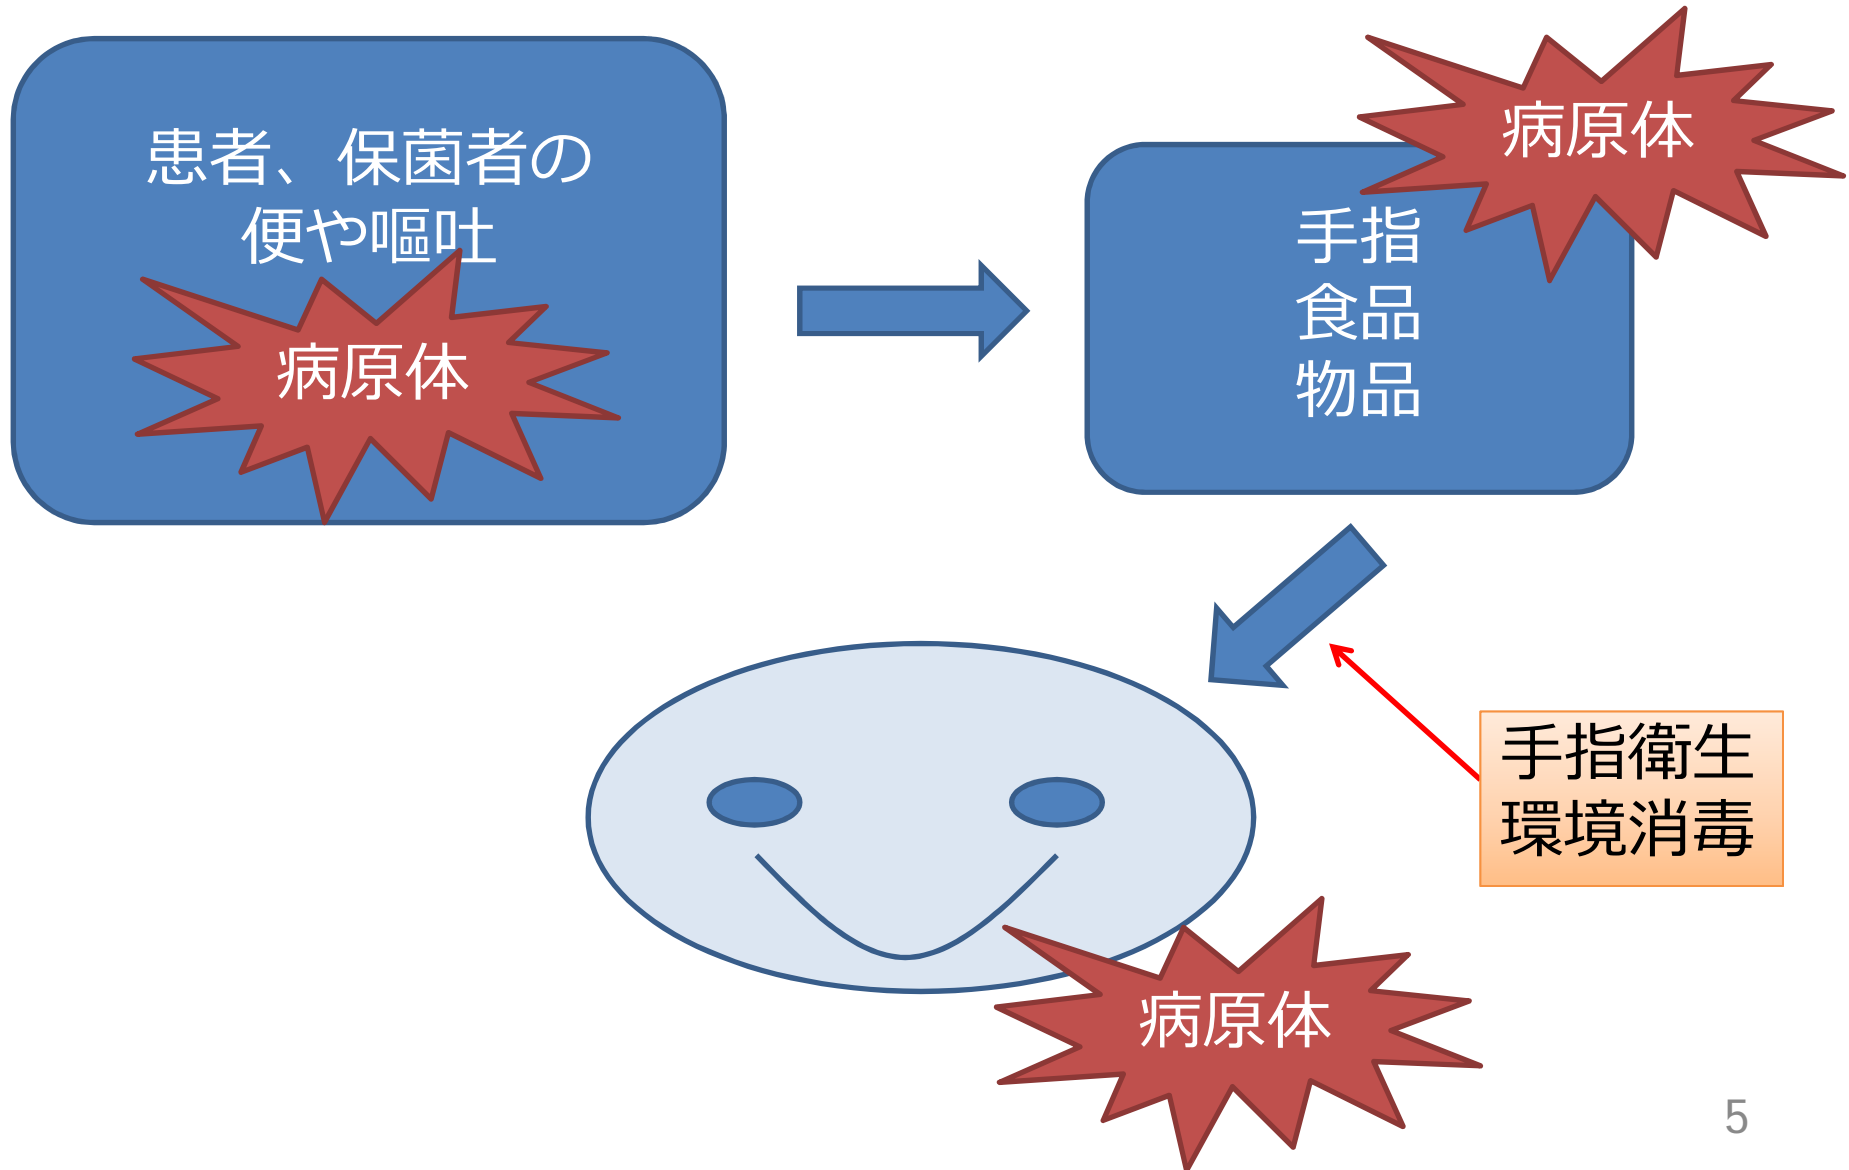 患者、保菌者の
便や嘔吐
病原体
病原体
手指
食品
物品
手指衛生
環境消毒
病原体
5